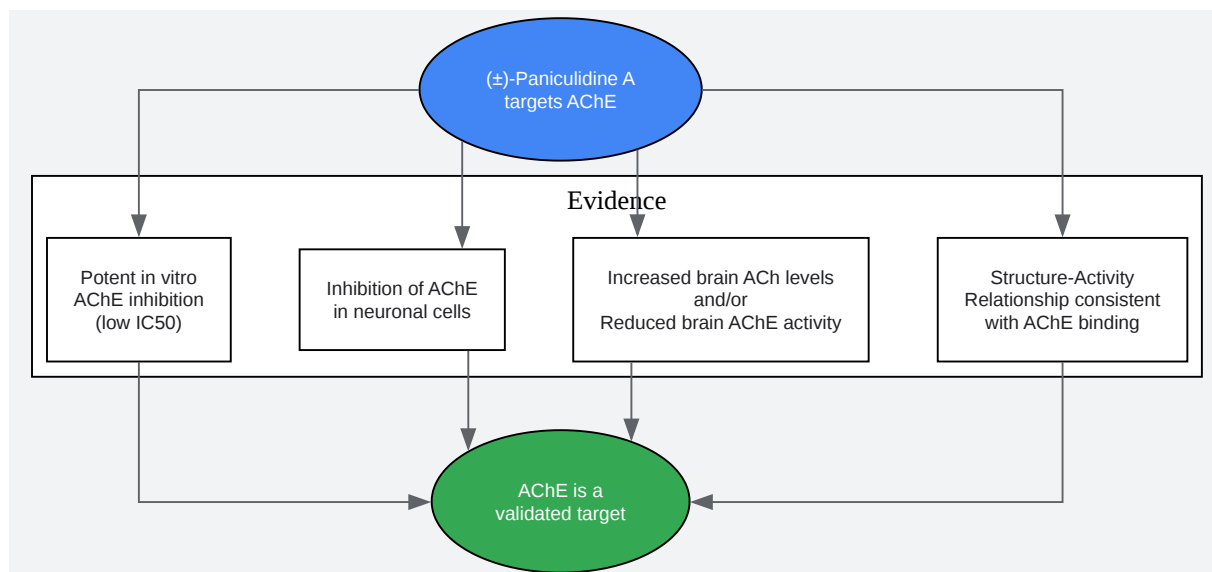 (±)-Paniculidine A
targets AChE
Evidence
Potent in vitro
AChE inhibition
(low IC50)
Inhibition of AChE
in neuronal cells
Increased brain ACh levels
and/or
Reduced brain AChE activity
Structure-Activity
Relationship consistent
with AChE binding
AChE is a
validated target